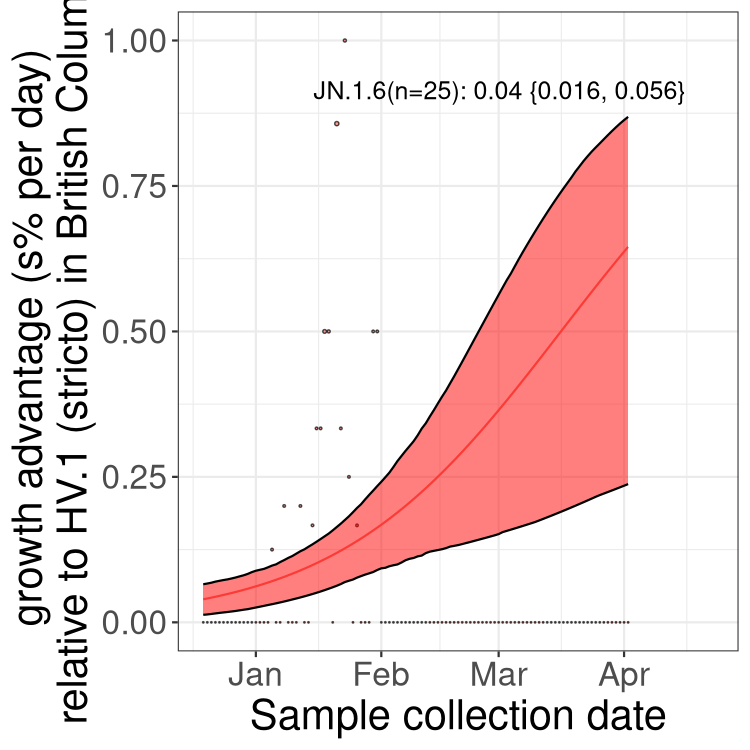 growth advantage (s% per day)
relative to HV.1 (stricto) in British Colum
1.00
0.75
0.50
0.25
0.00
JN.1.6(n=25): 0.04 {0.016, 0.056}
Jan Feb Mar Apr
Sample collection date